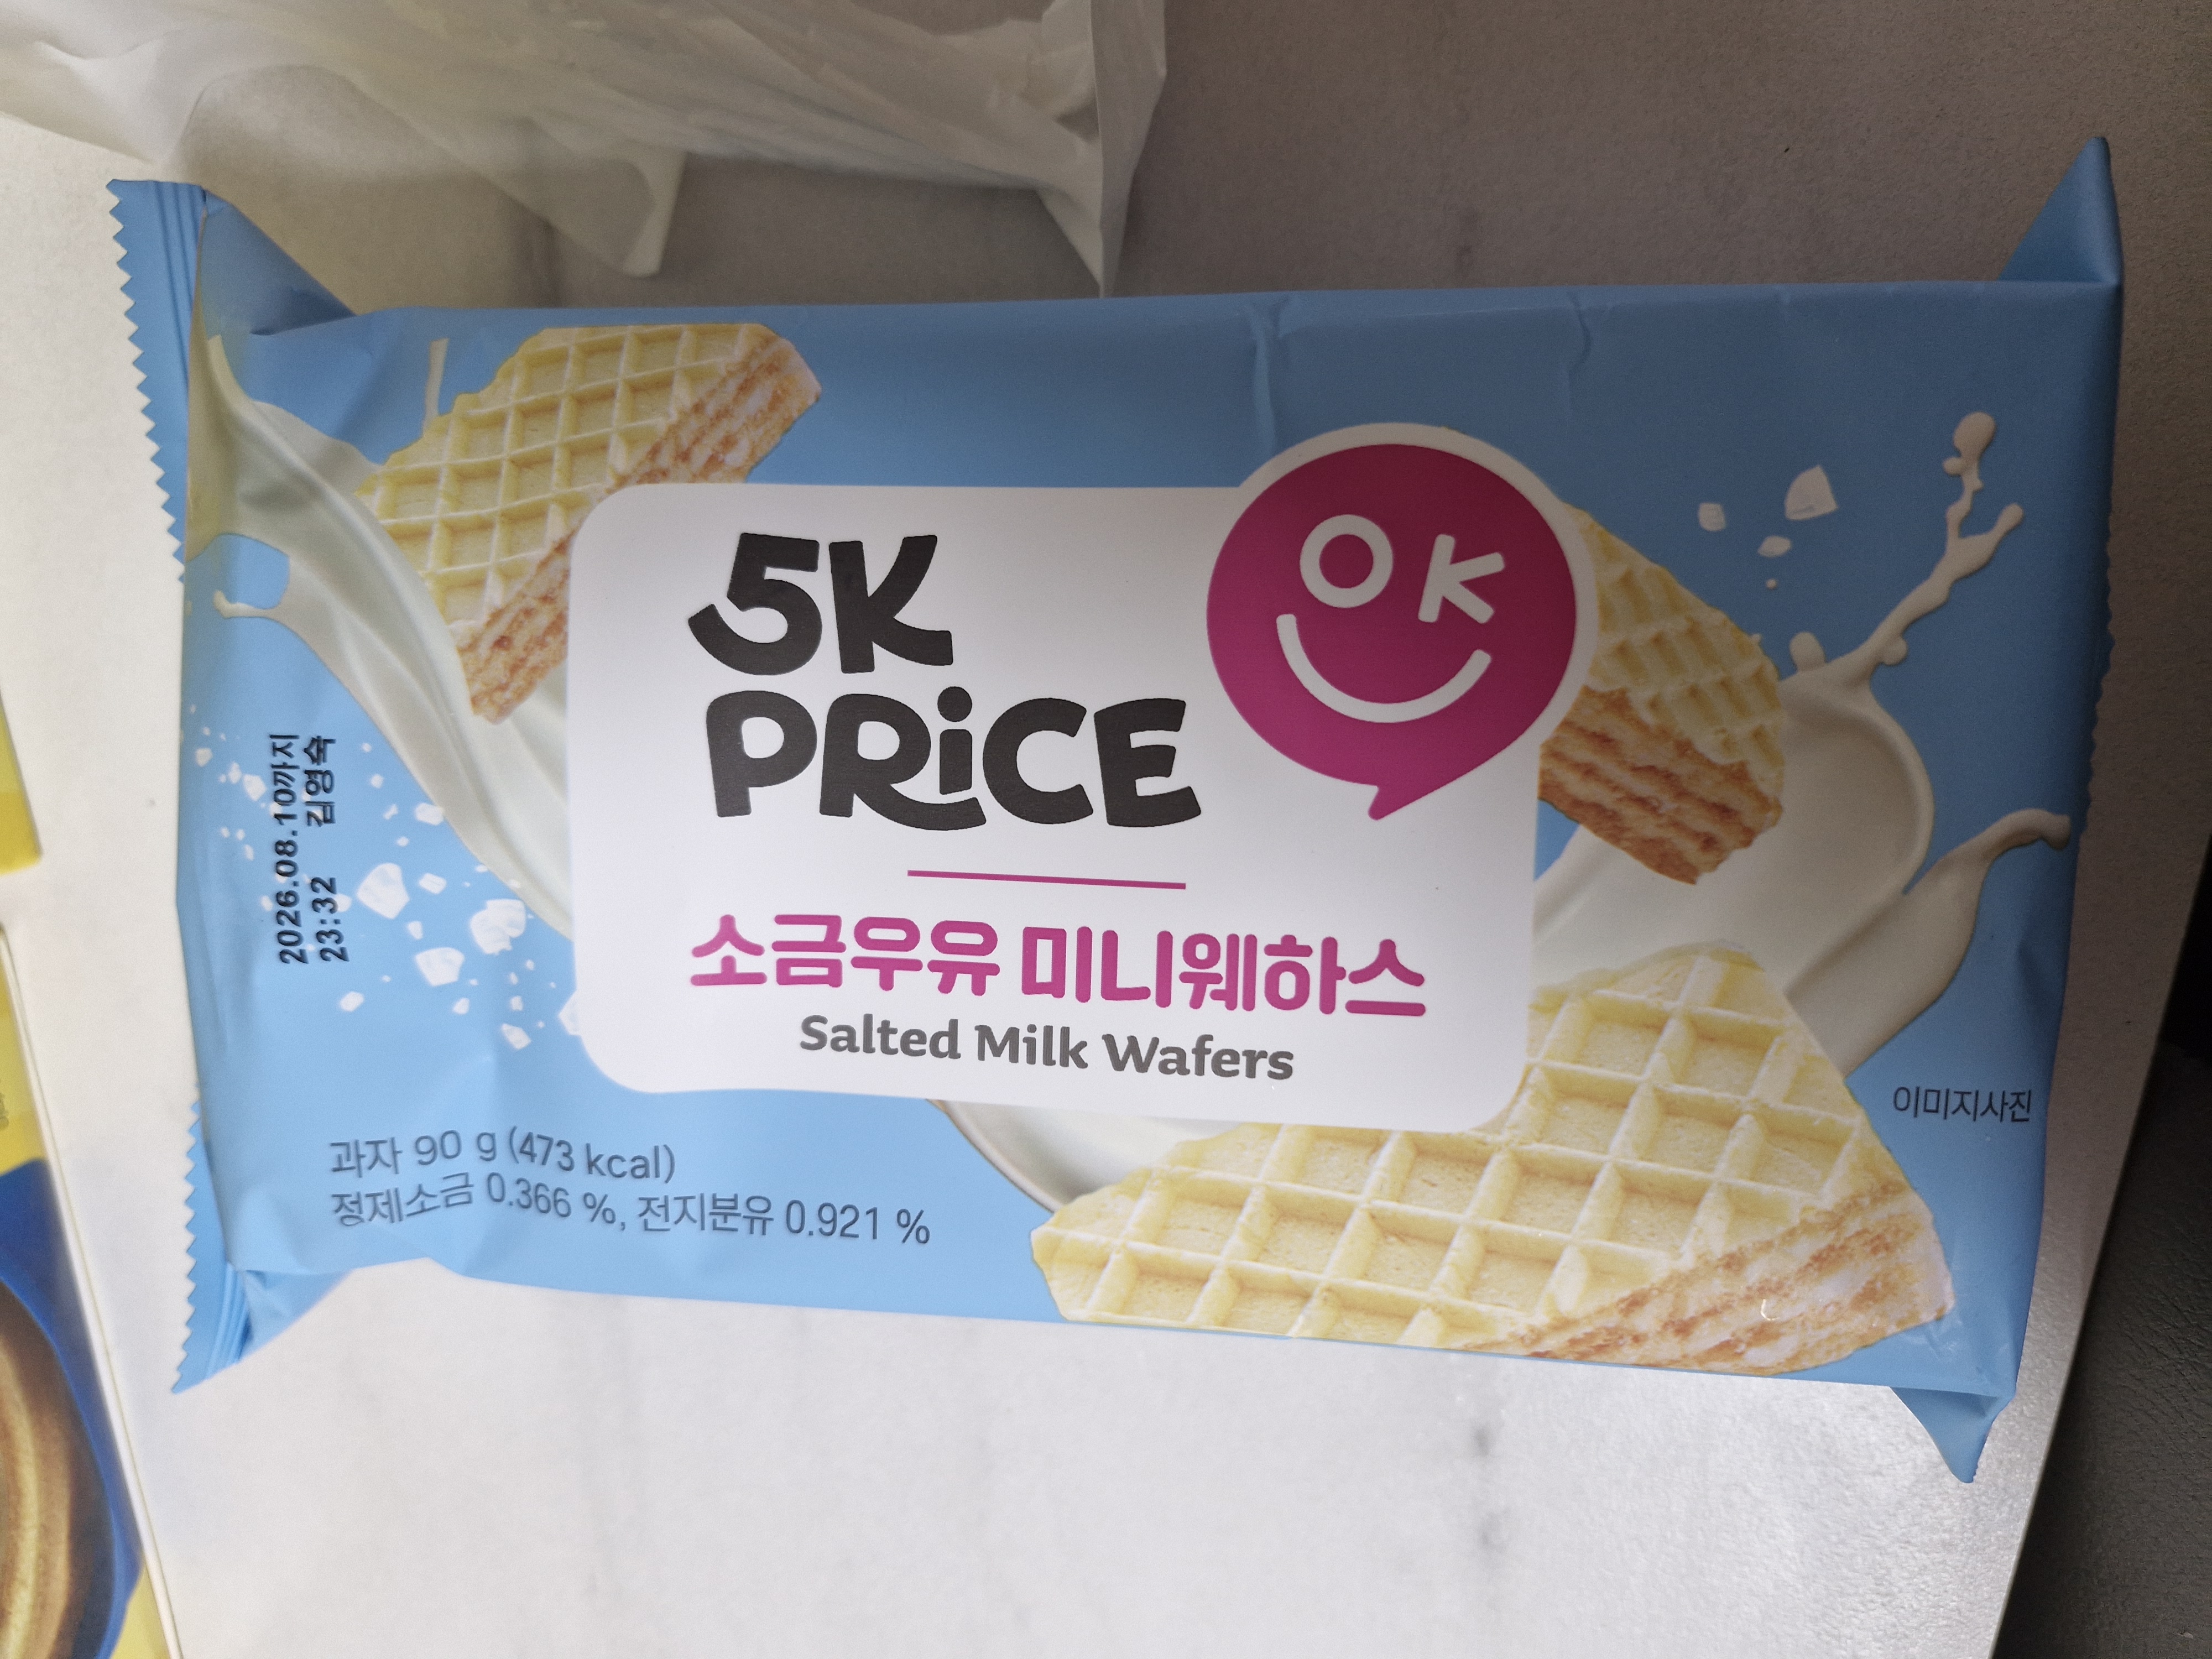 5K
PRiCE
OK
소금우유 미니웨하스
Salted Milk Wafers
2026.08.10까지
23:32 김영숙
과자 90 g (473 kcal)
정제소금 0.366 %, 전지분유 0.921 %
이미지사진